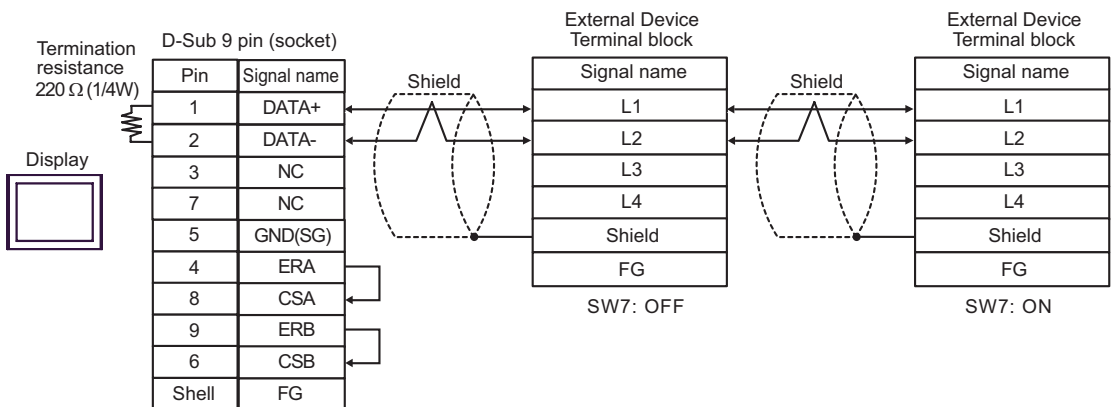 Termination
resistance
220 Ω (1/4W)
Display
D-Sub 9 pin (socket)
Pin Signal name
1 DATA+
2 DATA-
3 NC
7 NC
5 GND(SG)
4 ERA
8 CSA
9 ERB
6 CSB
Shell FG
Shield
External Device
Terminal block
Signal name
L1
L2
L3
L4
Shield
FG
SW7: OFF
Shield
External Device
Terminal block
Signal name
L1
L2
L3
L4
Shield
FG
SW7: ON